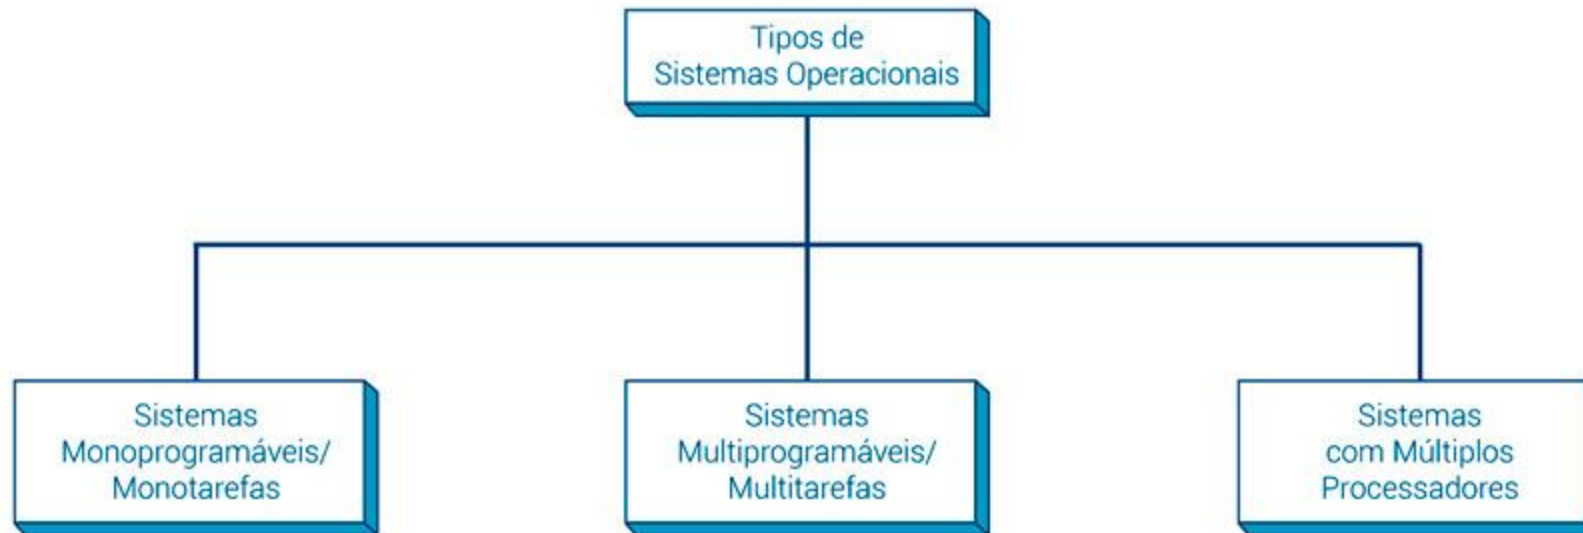 Tipos de
Sistemas Operacionais
Sistemas
Monoprogramáveis/
Monotarefas
Sistemas
Multiprogramáveis/
Multitarefas
Sistemas
com Múltiplos
Processadores